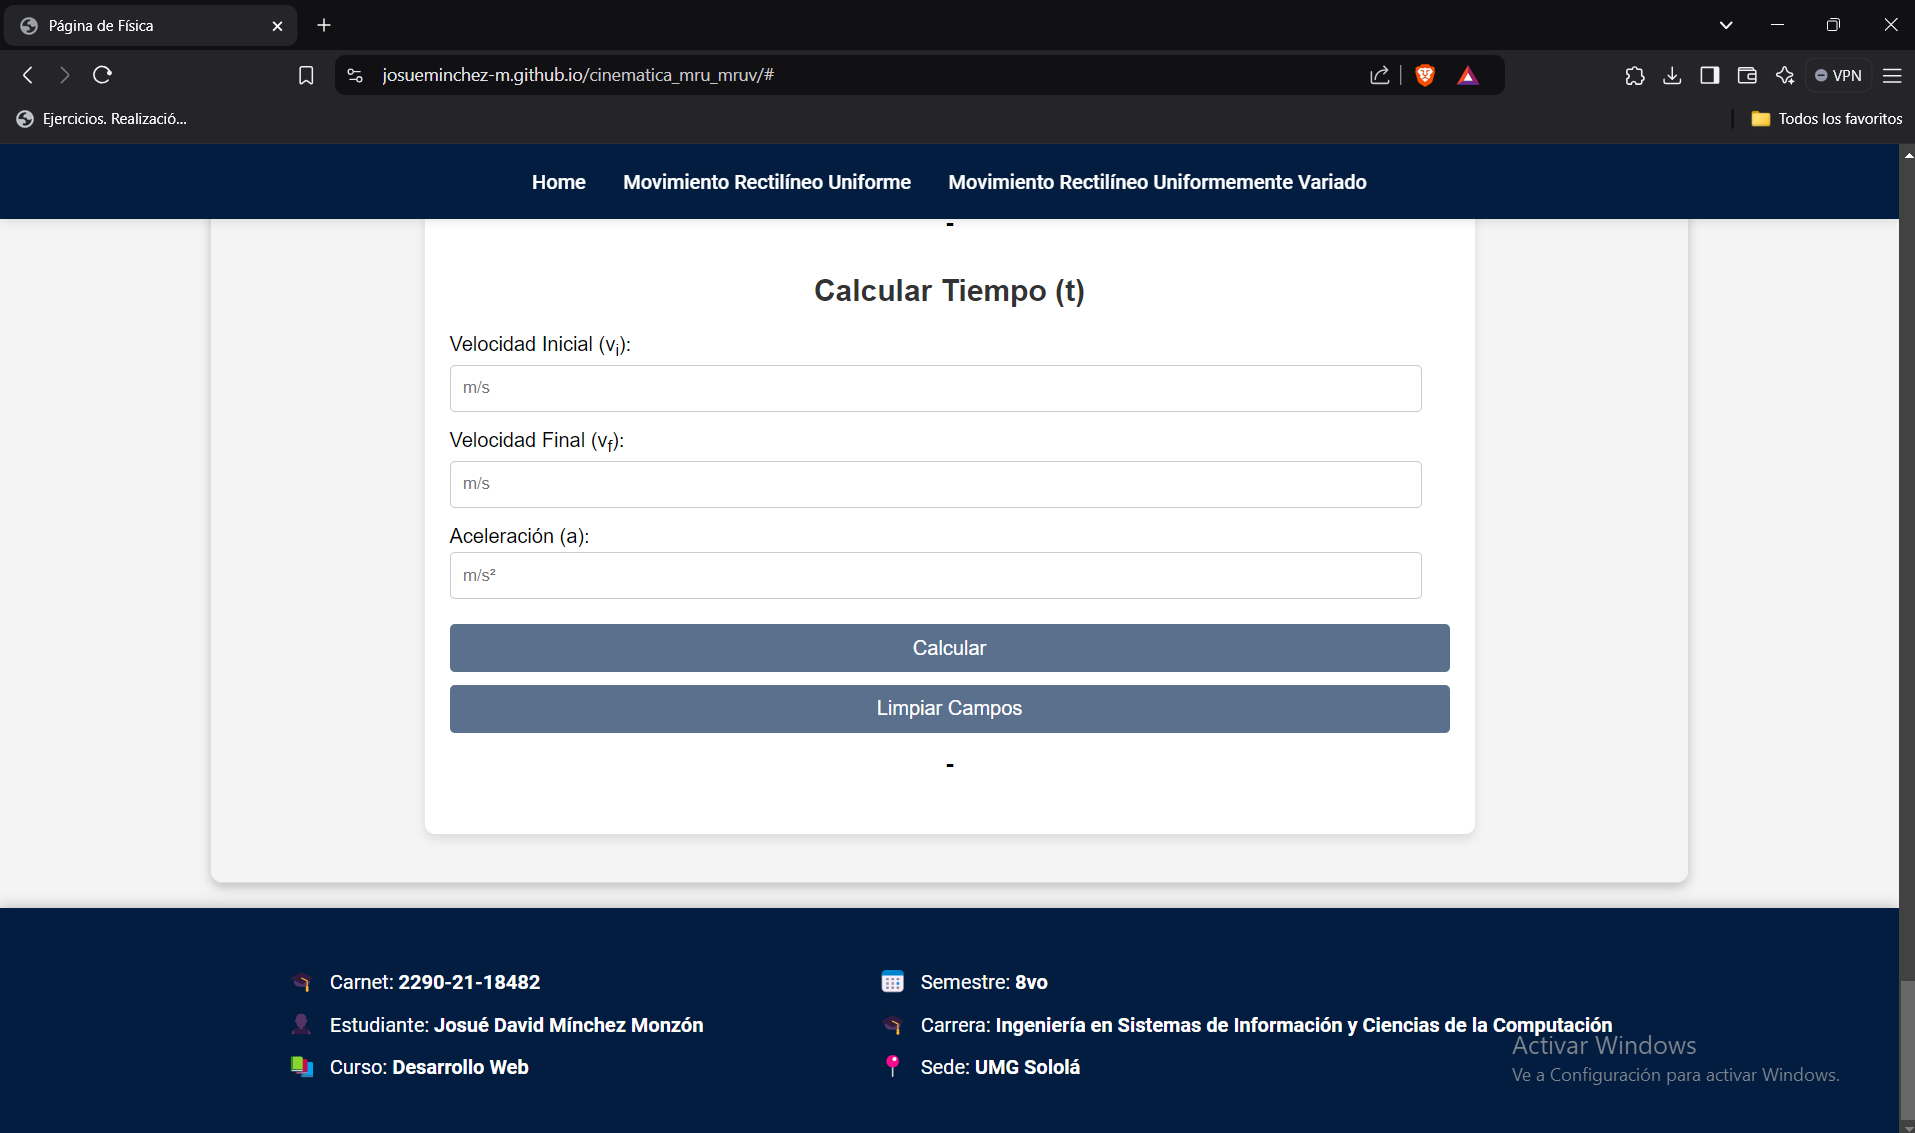 Página de Física
josueminchez-m.github.io/cinematica_mru_mruv/#
VPN
Ejercicios. Realizació...
Todos los favoritos
Home Movimiento Rectilíneo Uniforme Movimiento Rectilíneo Uniformemente Variado
-
Calcular Tiempo (t)
Velocidad Inicial (vi):
m/s
Velocidad Final (vf):
m/s
Aceleración (a):
m/s²
Calcular
Limpiar Campos
-
Carnet: 2290-21-18482
Estudiante: Josué David Mínchez Monzón
Curso: Desarrollo Web
Semestre: 8vo
Carrera: Ingeniería en Sistemas de Información y Ciencias de la Computación
Sede: UMG Sololá
Activar Windows
Ve a Configuración para activar Windows.